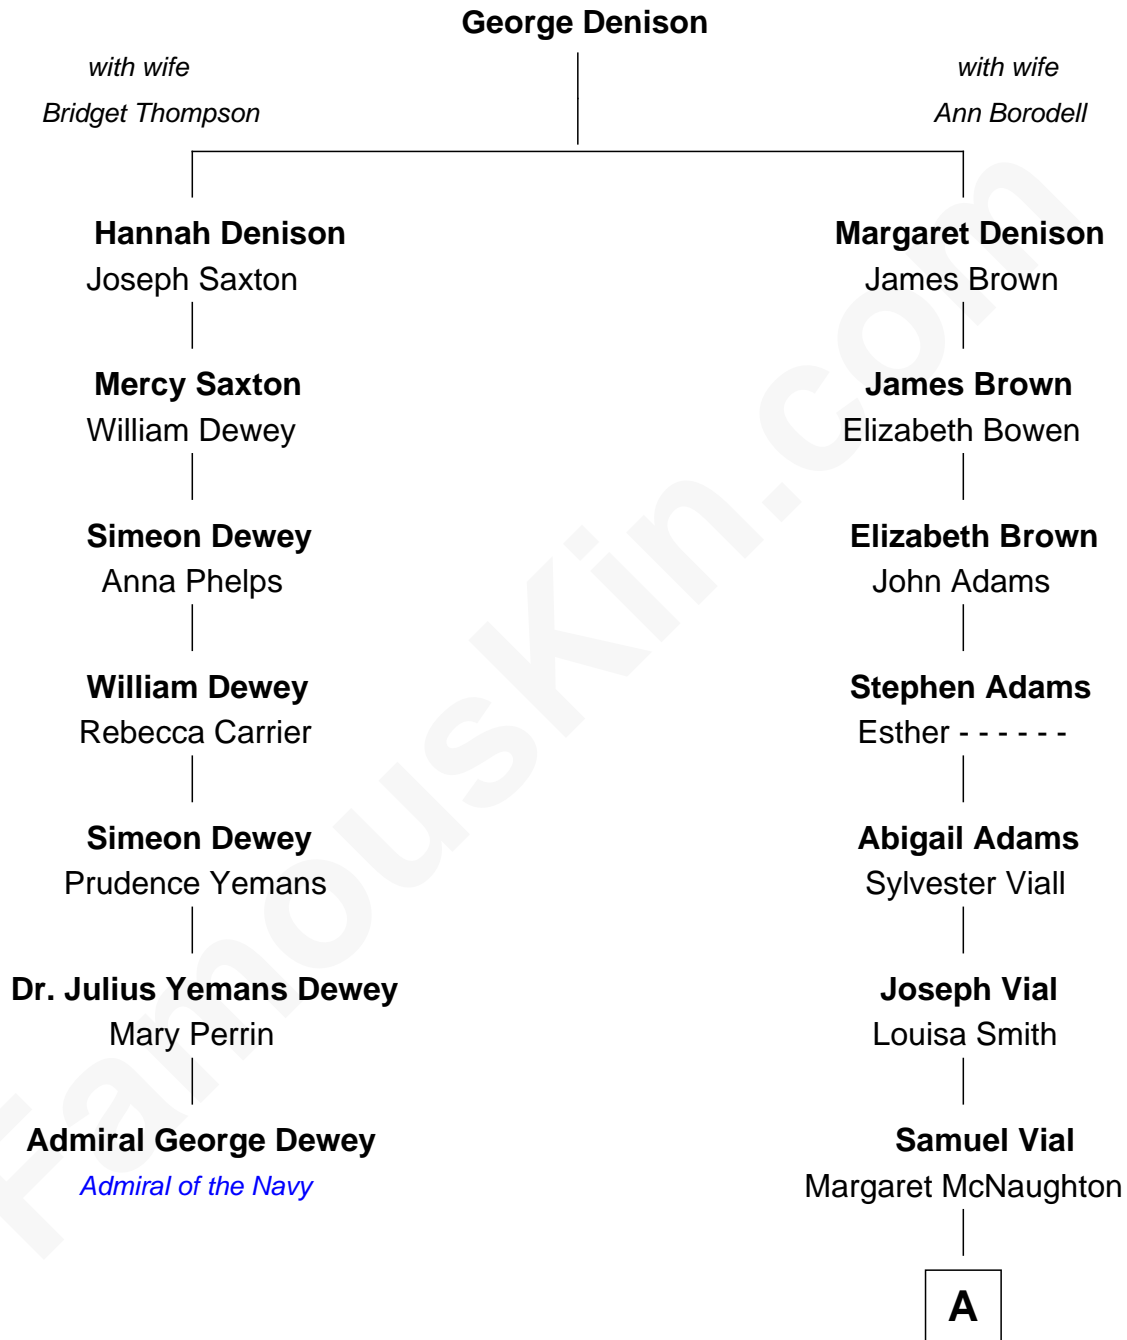 George Denison
with wife
Bridget Thompson
with wife
Ann Borodell
Hannah Denison
Joseph Saxton
Margaret Denison
James Brown
Mercy Saxton
William Dewey
James Brown
Elizabeth Bowen
Simeon Dewey
Anna Phelps
Elizabeth Brown
John Adams
William Dewey
Rebecca Carrier
Stephen Adams
Esther - - - - - -
Simeon Dewey
Prudence Yemans
Abigail Adams
Sylvester Viall
Dr. Julius Yemans Dewey
Mary Perrin
Joseph Vial
Louisa Smith
Admiral George Dewey
Admiral of the Navy
Samuel Vial
Margaret McNaughton
A
FamousKin.com